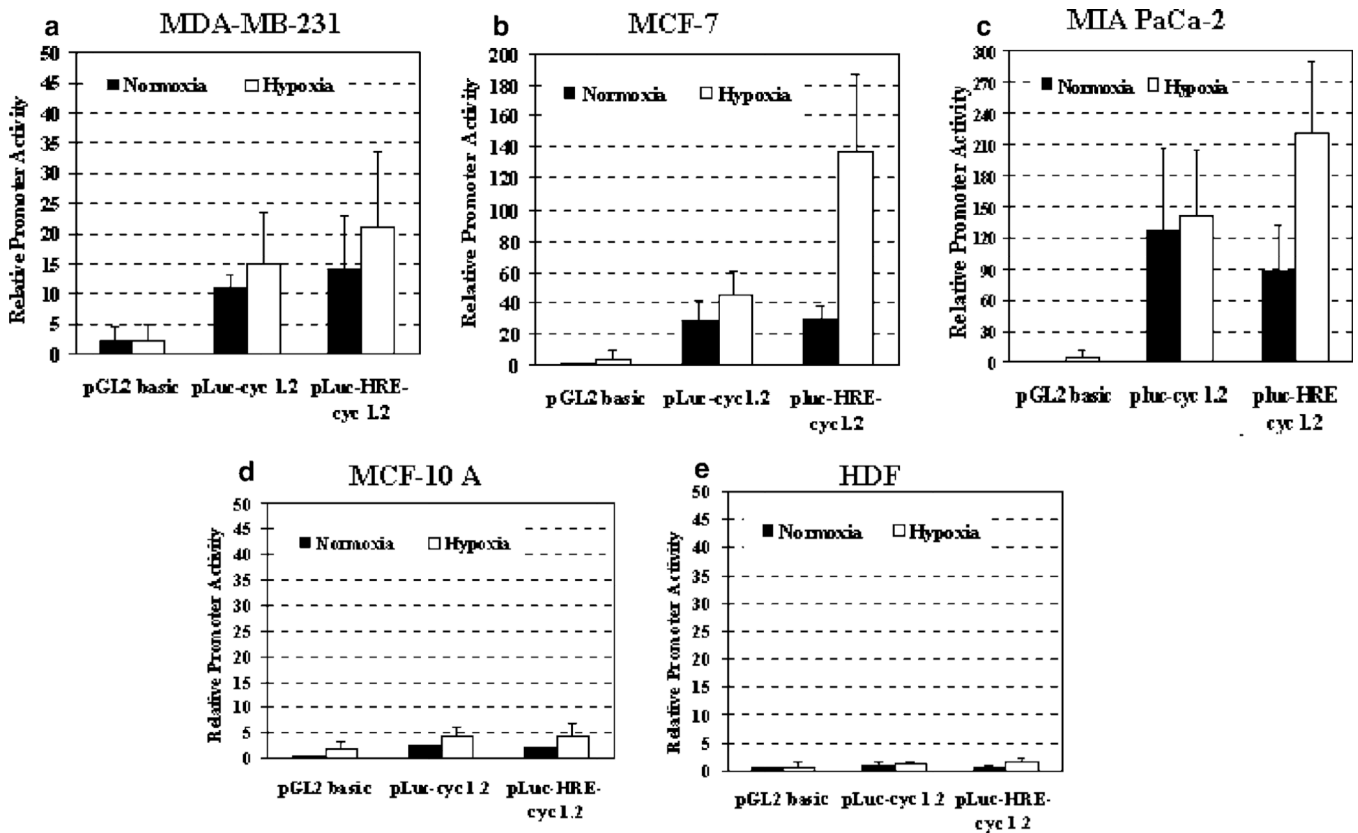 a MDA-MB-231
50
45
40
35
30
25
20
15
10
5
0
Relative Promoter Activity
Normoxia Hypoxia
pGL2 basic pLuc-cyc 1.2 pLuc-HRE-
cyc 1.2
b MCF-7
200
180
160
140
120
100
80
60
40
20
0
Relative Promoter Activity
Normoxia Hypoxia
pGL2 basic pLuc-cyc1.2 pluc-HRE-
cyc1.2
c MIA PaCa-2
300
270
240
210
180
150
120
90
60
30
0
Relative Promoter Activity
Normoxia Hypoxia
pGL2 basic pluc-cyc 1.2 pluc-HRE
cyc 1.2
d MCF-10 A
50
45
40
35
30
25
20
15
10
5
0
Relative Promoter Activity
Normoxia Hypoxia
pGL2 basic pLuc-cyc 1.2 pLuc-HRE-
cyc 1.2
e HDF
50
45
40
35
30
25
20
15
10
5
0
Relative Promoter Activity
Normoxia Hypoxia
pGL2 basic pLuc-cyc 1.2 pLuc-HRE-
cyc 1.2